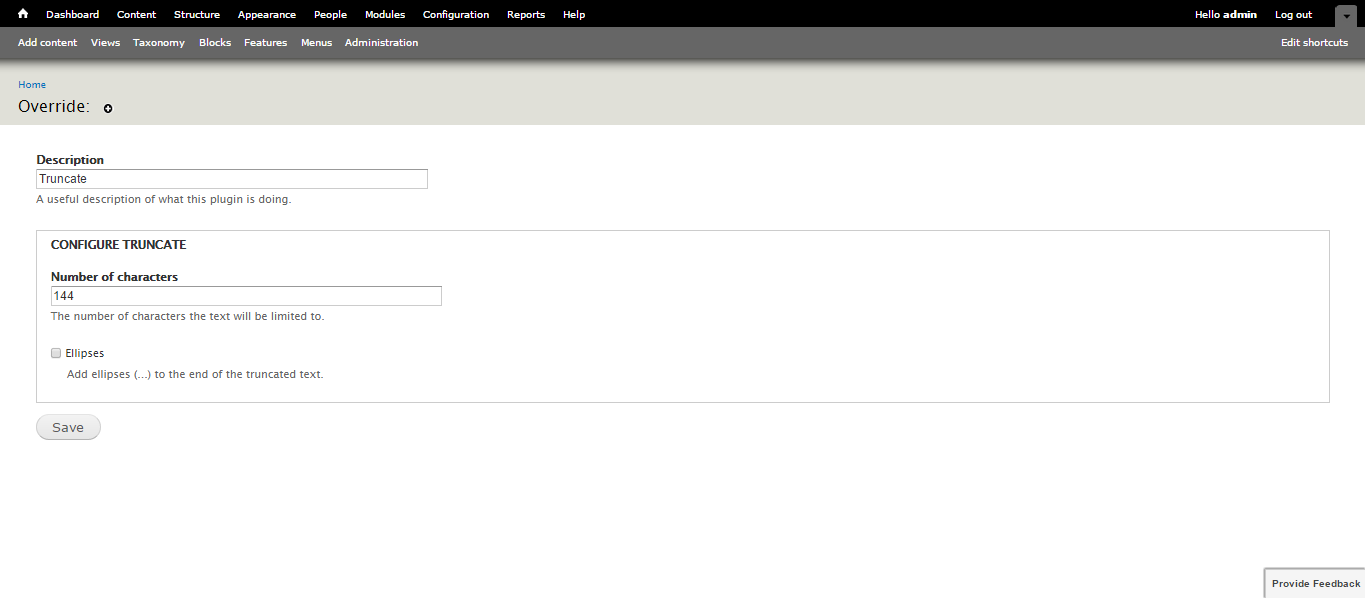 Dashboard Content Structure Appearance People Modules Configuration Reports Help Hello admin Log out
Add content Views Taxonomy Blocks Features Menus Administration Edit shortcuts
Home
Override:
Description
Truncate
A useful description of what this plugin is doing.
CONFIGURE TRUNCATE
Number of characters
144
The number of characters the text will be limited to.
Ellipses
Add ellipses (...) to the end of the truncated text.
Save
Provide Feedback